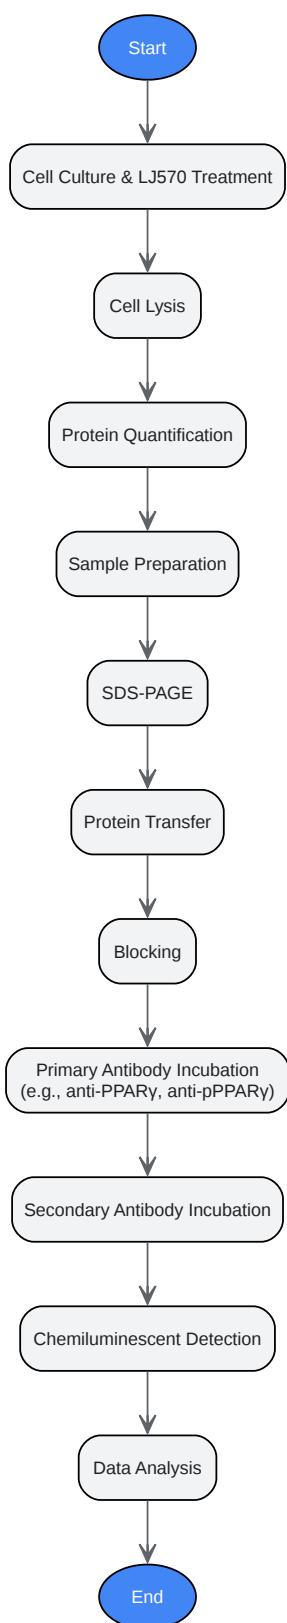 Start
Cell Culture & LJ570 Treatment
Cell Lysis
Protein Quantification
Sample Preparation
SDS-PAGE
Protein Transfer
Blocking
Primary Antibody Incubation
(e.g., anti-PPARγ, anti-pPPARγ)
Secondary Antibody Incubation
Chemiluminescent Detection
Data Analysis
End